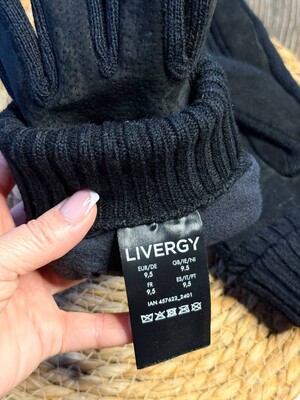 LIVERGY
EUR/DE GB/IE/NI
9,5 9.5
FR ES/IT/PT
9,5 9,5
IAN 457622_2401